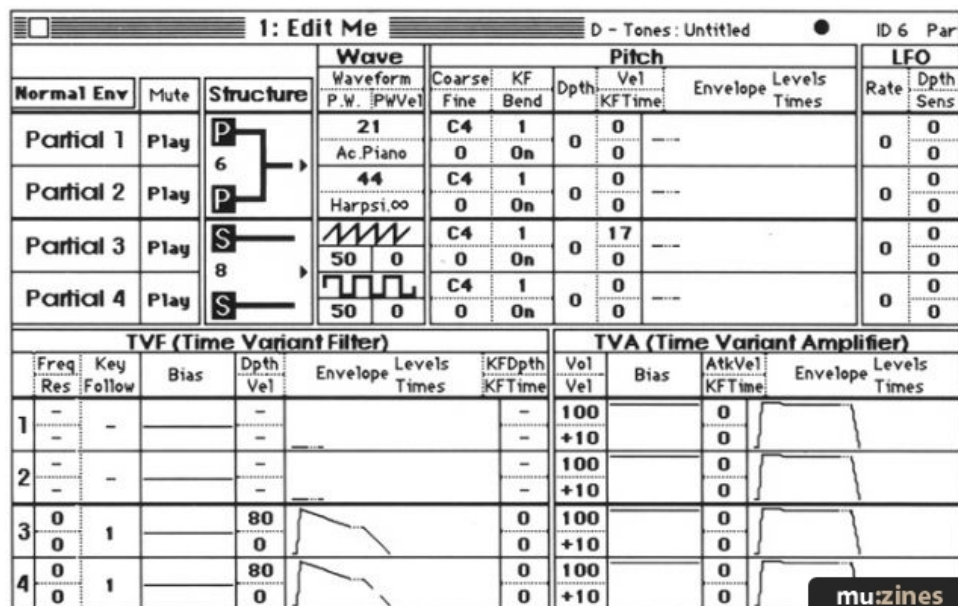 1: Edit Me D - Tones: Untitled ID 6 Par
Wave Pitch LFO
Normal Env Mute Structure Waveform Coarse KF Dpth Vel Envelope Levels Rate Dpth
P.W. PWVel Fine Bend KFTime Times Sens
Partial 1 Play P 21 C4 1 0 0 0 0
6 Ac.Piano 0 On 0 0
Partial 2 Play P 44 C4 1 0 0 0 0
Harpsi.∞ 0 On 0 0
Partial 3 Play S C4 1 0 17 0 0
8 50 0 0 On 0 0
Partial 4 Play S C4 1 0 0 0 0
50 0 0 On 0 0
TVF (Time Variant Filter) TVA (Time Variant Amplifier)
Freq Key Bias Dpth Envelope Levels KFDpth Vol Bias AtkVel Envelope Levels
Res Follow Vel Times KFTime Vel KFTime Times
1 - - - - 100 0
- - - +10 0
2 - - - - 100 0
- - - +10 0
3 0 1 80 0 100 0
0 0 0 +10 0
4 0 1 80 0 100 0
0 0 0 +10 0
mu:zines